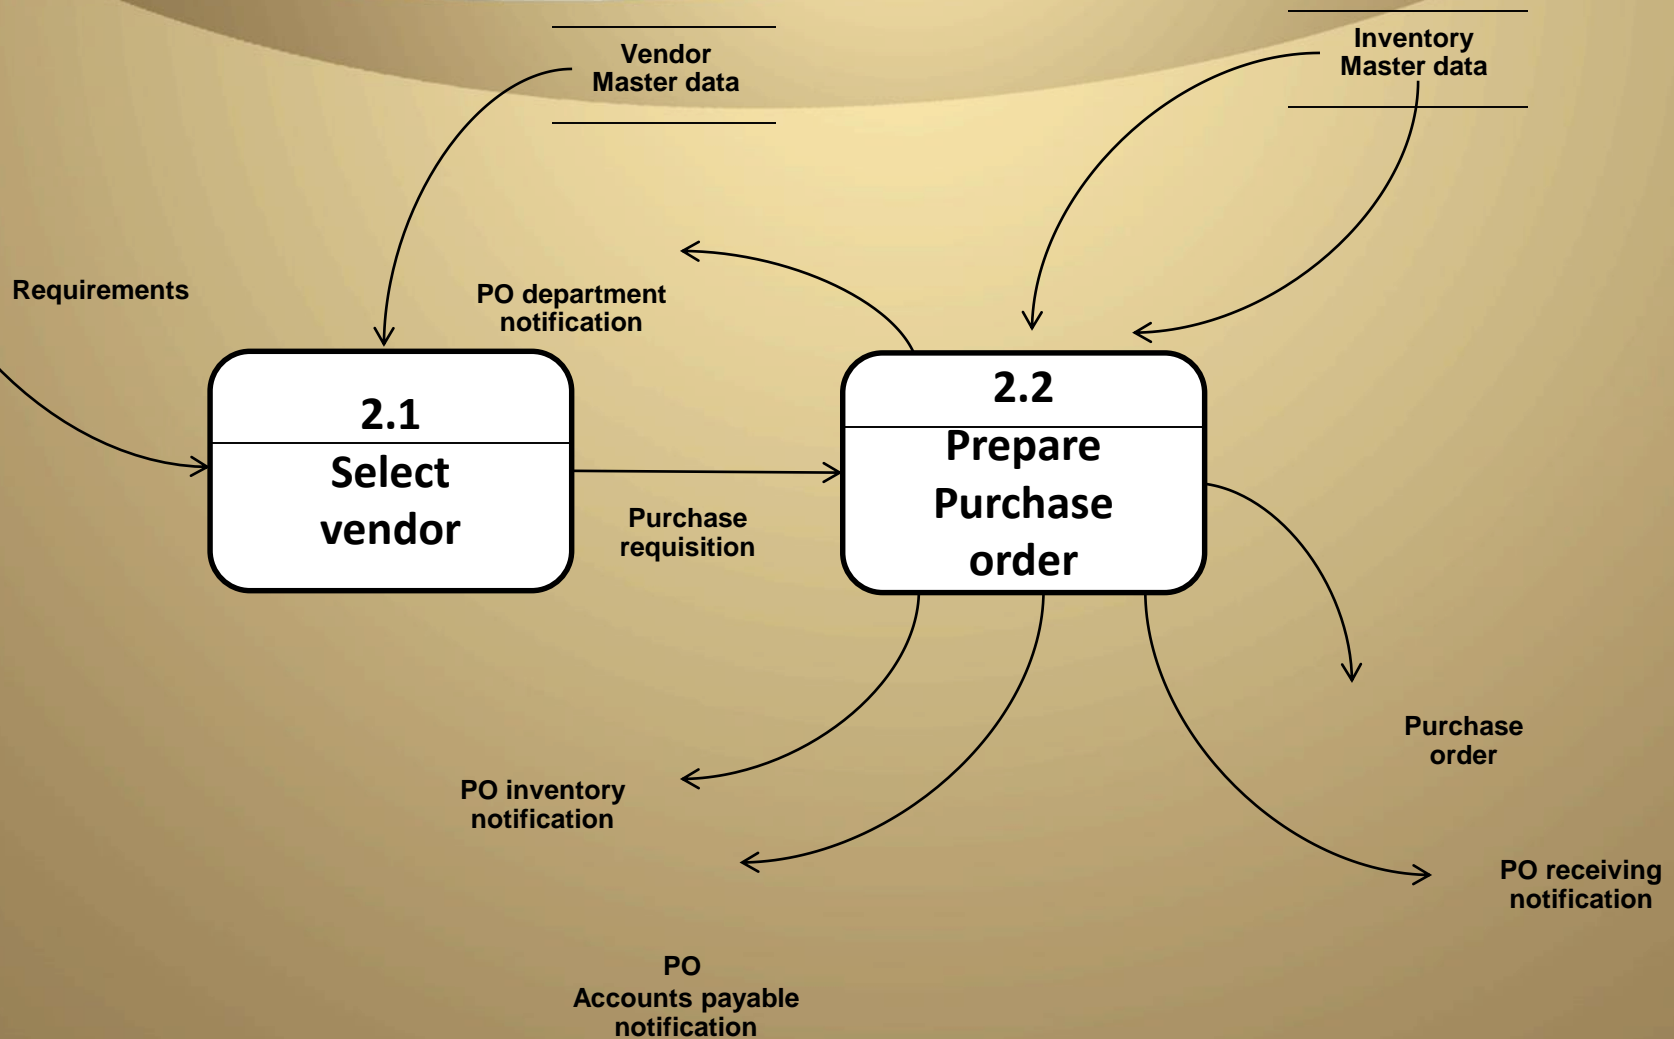 Vendor
Master data
Inventory
Master data
Requirements
PO department
notification
2.1
Select
vendor
2.2
Prepare
Purchase
order
Purchase
requisition
Purchase
order
PO inventory
notification
PO receiving
notification
PO
Accounts payable
notification